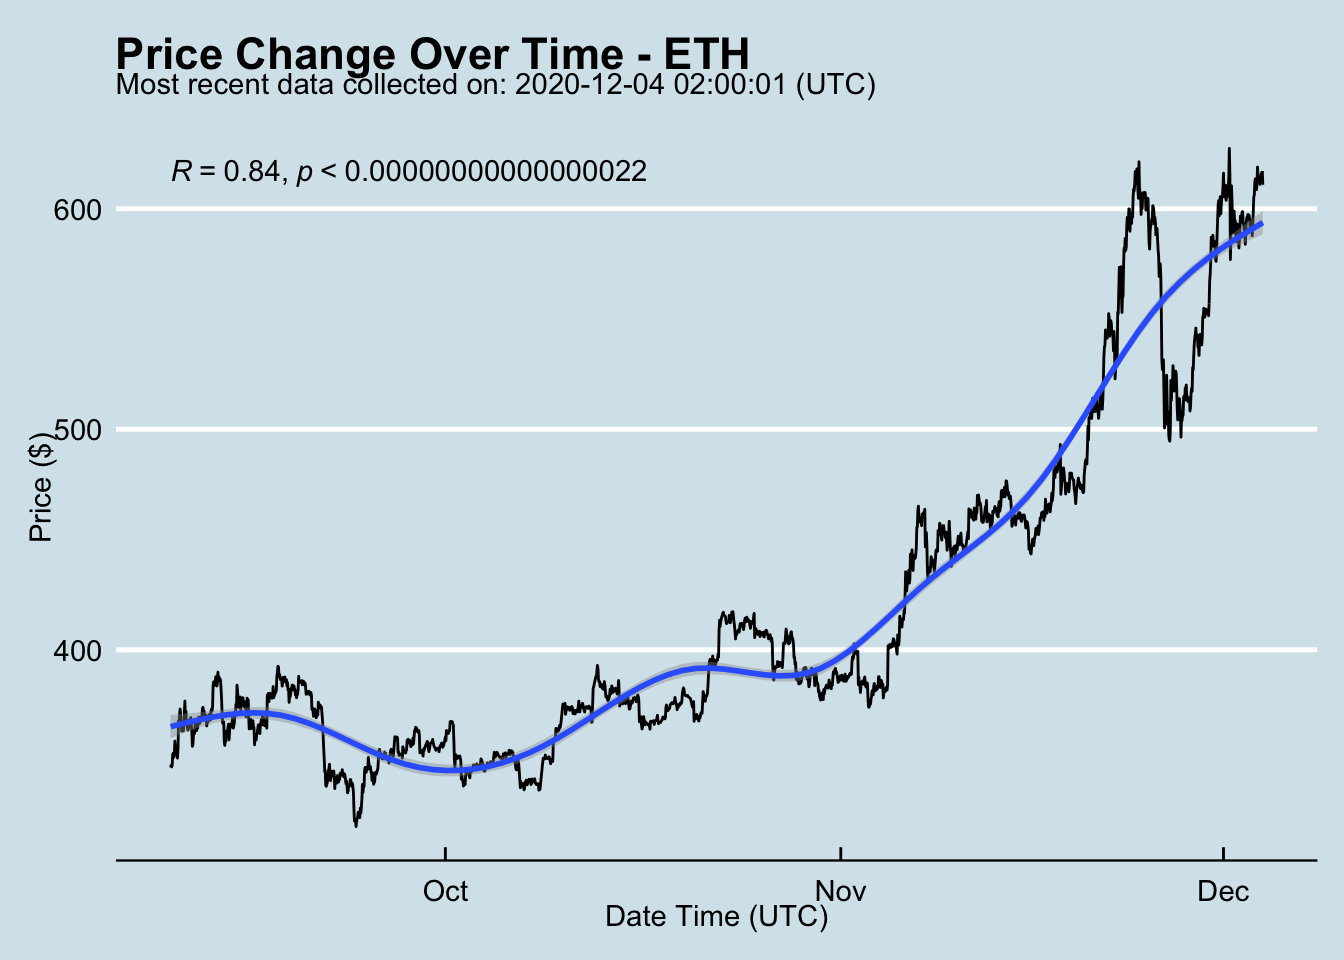 Price Change Over Time - ETH
Most recent data collected on: 2020-12-04 02:00:01 (UTC)
R = 0.84, p < 0.00000000000000022
600
500
400
Price ($)
Oct
Nov
Dec
Date Time (UTC)